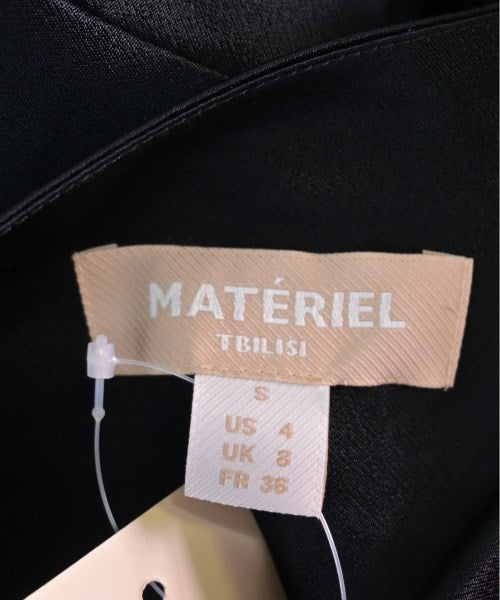 MATÉRIEL
TBILISI
S
US 4
UK 8
FR 36